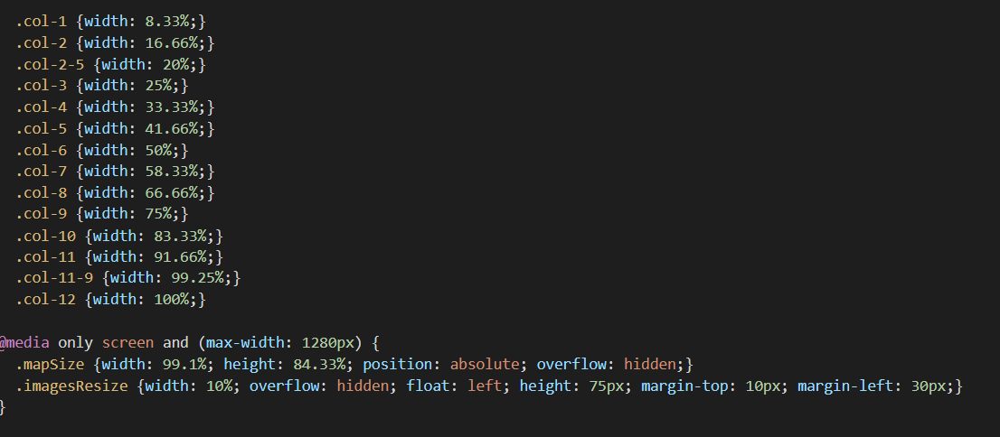 .col-1 {width: 8.33%;}
.col-2 {width: 16.66%;}
.col-2-5 {width: 20%;}
.col-3 {width: 25%;}
.col-4 {width: 33.33%;}
.col-5 {width: 41.66%;}
.col-6 {width: 50%;}
.col-7 {width: 58.33%;}
.col-8 {width: 66.66%;}
.col-9 {width: 75%;}
.col-10 {width: 83.33%;}
.col-11 {width: 91.66%;}
.col-11-9 {width: 99.25%;}
.col-12 {width: 100%;}
@media only screen and (max-width: 1280px) {
.mapSize {width: 99.1%; height: 84.33%; position: absolute; overflow: hidden;}
.imagesResize {width: 10%; overflow: hidden; float: left; height: 75px; margin-top: 10px; margin-left: 30px;}
}